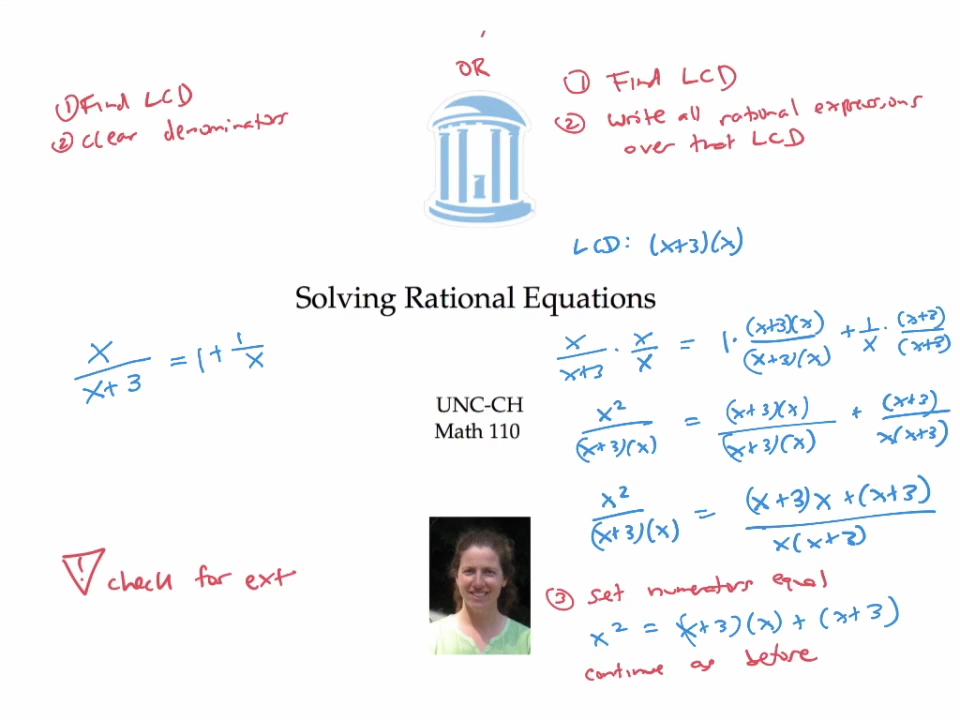 OR
① Find LCD
② clear denominators
① Find LCD
② write all rational expressions
over that LCD
LCD: (x+3)(x)
Solving Rational Equations
x/(x+3) = 1 + 1/x
x/(x+3) · x/x = 1 · (x+3)(x)/(x+3)(x) + 1/x · (x+3)/(x+3)
UNC-CH
Math 110
x²/(x+3)(x) = (x+3)(x)/(x+3)(x) + (x+3)/x(x+3)
x²/(x+3)(x) = (x+3)x + (x+3)/x(x+3)
! check for ext
③ set numerators equal
x² = (x+3)(x) + (x+3)
continue as before